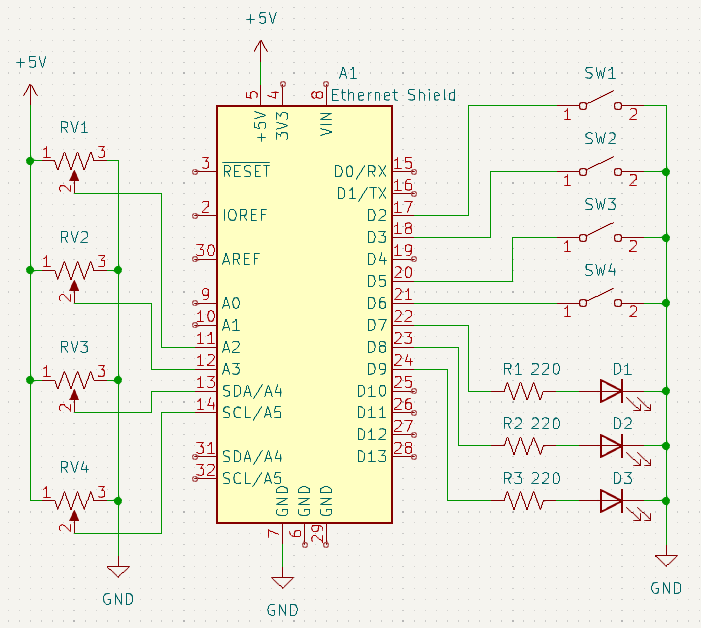 +5V
+5V
A1
Ethernet Shield
5
4
8
+5V
3V3
VIN
RV1
1
3
2
RV2
1
3
2
RV3
1
3
2
RV4
1
3
2
GND
3 RESET
2 IOREF
30 AREF
9 A0
10 A1
11 A2
12 A3
13 SDA/A4
14 SCL/A5
31 SDA/A4
32 SCL/A5
D0/RX 15
D1/TX 16
D2 17
D3 18
D4 19
D5 20
D6 21
D7 22
D8 23
D9 24
D10 25
D11 26
D12 27
D13 28
GND
GND
GND
7
6
29
GND
SW1
1
2
SW2
1
2
SW3
1
2
SW4
1
2
R1 220
D1
R2 220
D2
R3 220
D3
GND